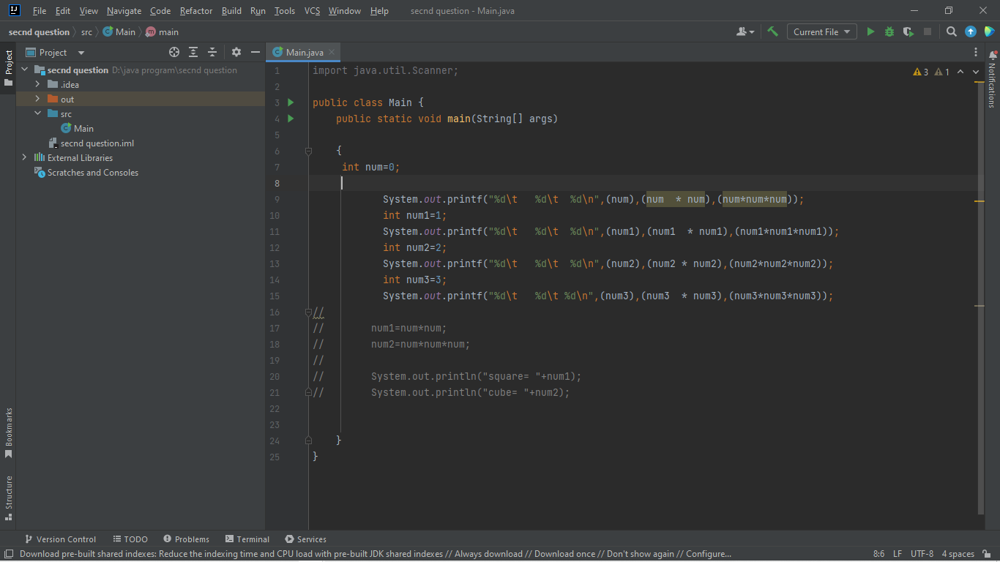 File Edit View Navigate Code Refactor Build Run Tools VCS Window Help secnd question - Main.java
secnd question src Main main Current File
Project
Project
Main.java
secnd question D:\java program\secnd question
.idea
out
src
Main
secnd question.iml
External Libraries
Scratches and Consoles
3 1
1 import java.util.Scanner;
2
3 public class Main {
4 public static void main(String[] args)
5
6 {
7 int num=0;
8
9 System.out.printf("%d\t   %d\t  %d\n",(num),(num  * num),(num*num*num));
10 int num1=1;
11 System.out.printf("%d\t   %d\t  %d\n",(num1),(num1  * num1),(num1*num1*num1));
12 int num2=2;
13 System.out.printf("%d\t   %d\t  %d\n",(num2),(num2 * num2),(num2*num2*num2));
14 int num3=3;
15 System.out.printf("%d\t   %d\t %d\n",(num3),(num3  * num3),(num3*num3*num3));
16 //
17 //        num1=num*num;
18 //        num2=num*num*num;
19 //
20 //        System.out.println("square= "+num1);
21 //        System.out.println("cube= "+num2);
22
23
24 }
25 }
Notifications
Bookmarks
Structure
Version Control TODO Problems Terminal Services
Download pre-built shared indexes: Reduce the indexing time and CPU load with pre-built JDK shared indexes // Always download // Download once // Don't show again // Configure... 8:6 LF UTF-8 4 spaces